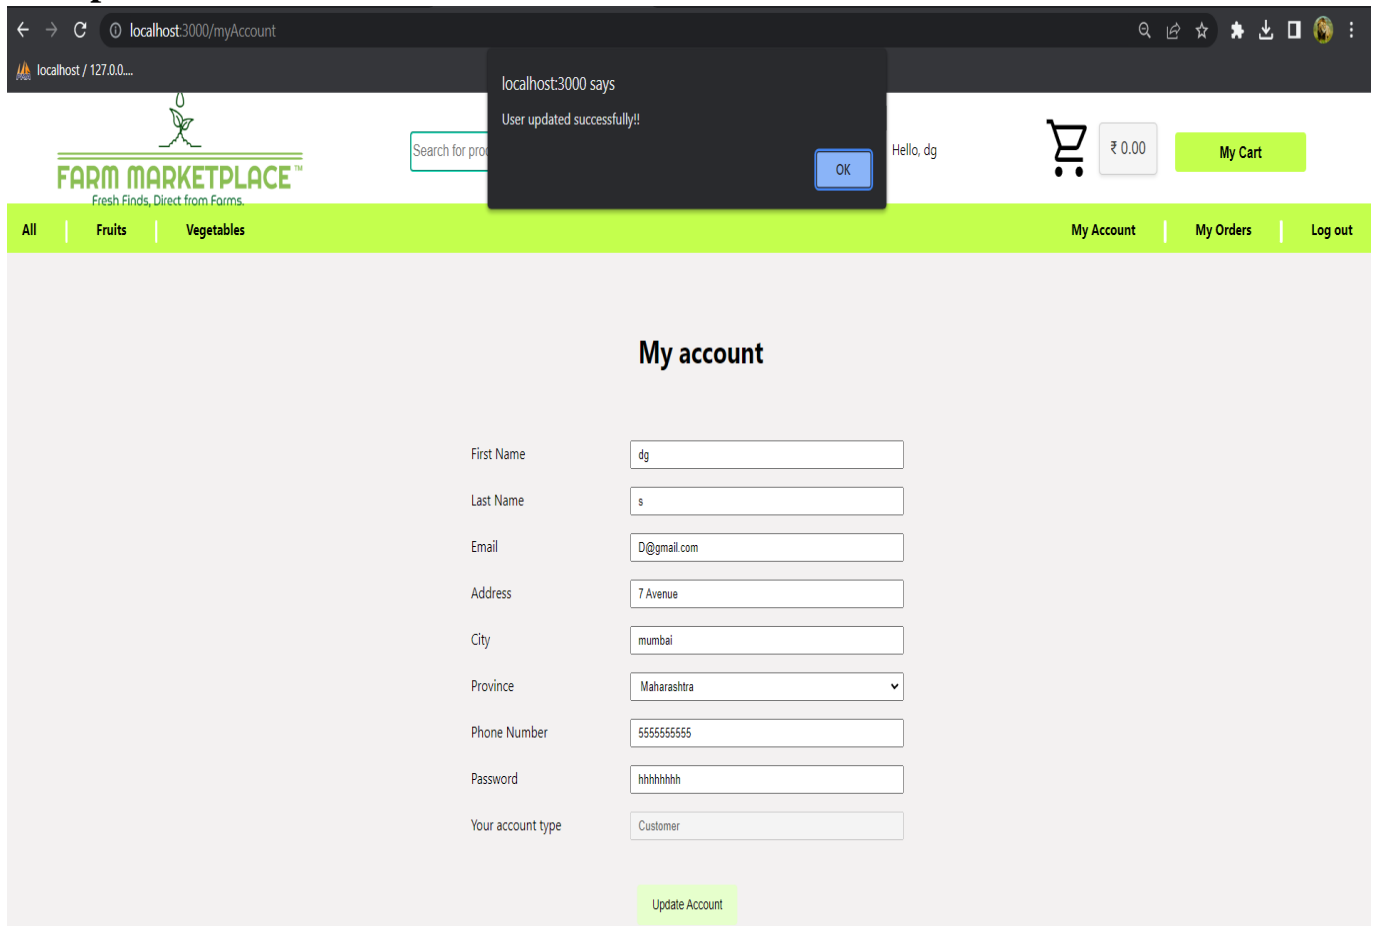 localhost:3000/myAccount
localhost / 127.0.0....
localhost:3000 says
User updated successfully!!
OK
FARM MARKETPLACE™
Fresh Finds, Direct from Farms.
Search for proc
Hello, dg
₹ 0.00
My Cart
All
Fruits
Vegetables
My Account
My Orders
Log out
My account
First Name
dg
Last Name
s
Email
D@gmail.com
Address
7 Avenue
City
mumbai
Province
Maharashtra
Phone Number
5555555555
Password
hhhhhhhh
Your account type
Customer
Update Account